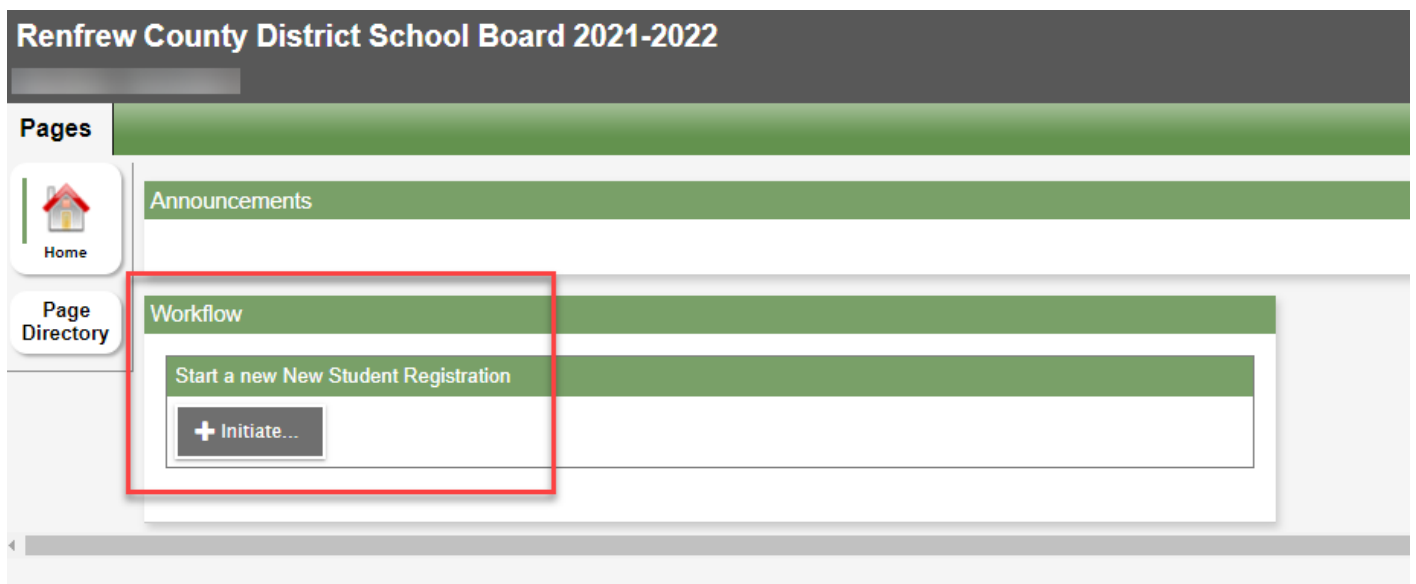 Renfrew County District School Board 2021-2022
Pages
Home
Page
Directory
Announcements
Workflow
Start a new New Student Registration
Initiate...